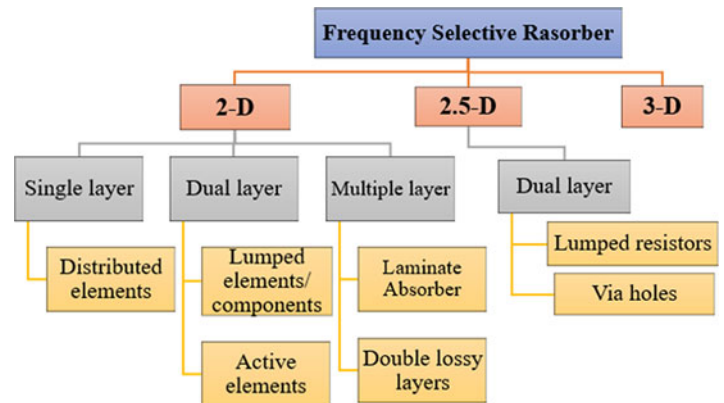 Frequency Selective Rasorber
2-D
2.5-D
3-D
Single layer
Dual layer
Multiple layer
Dual layer
Distributed
elements
Lumped
elements/
components
Active
elements
Laminate
Absorber
Double lossy
layers
Lumped resistors
Via holes